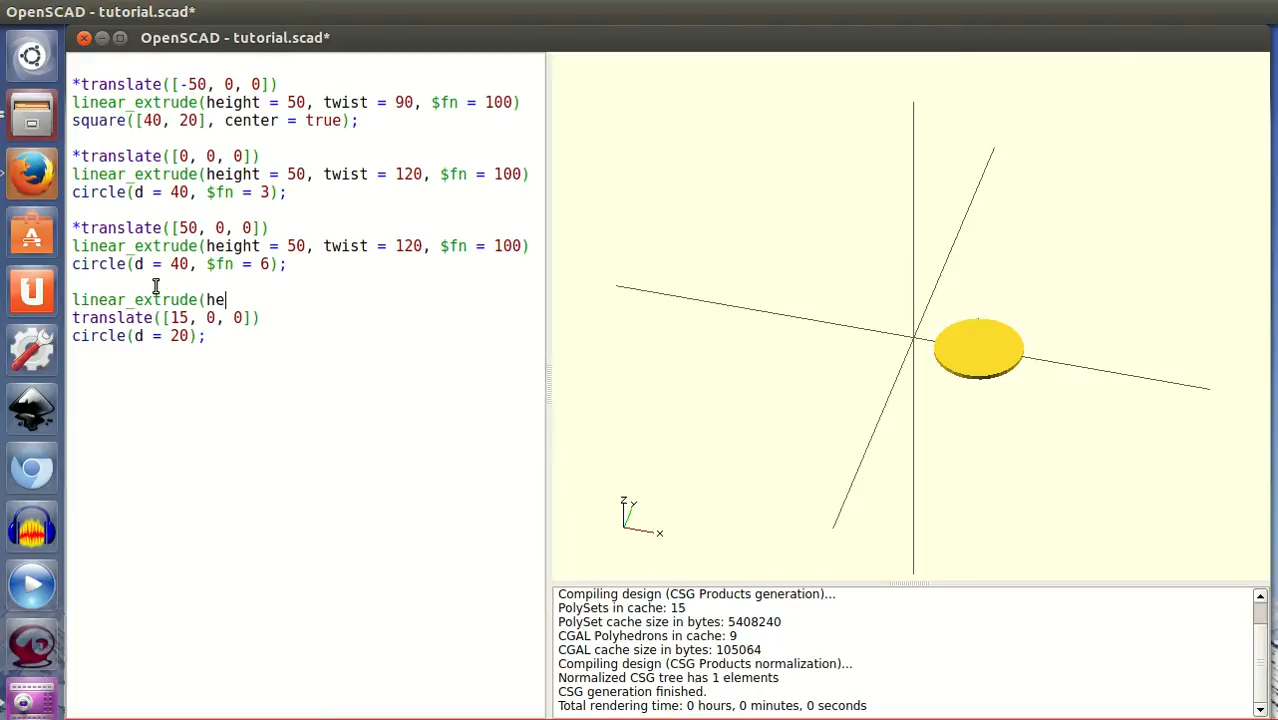 OpenSCAD - tutorial.scad*
OpenSCAD - tutorial.scad*
*translate([-50, 0, 0])
linear_extrude(height = 50, twist = 90, $fn = 100)
square([40, 20], center = true);
*translate([0, 0, 0])
linear_extrude(height = 50, twist = 120, $fn = 100)
circle(d = 40, $fn = 3);
*translate([50, 0, 0])
linear_extrude(height = 50, twist = 120, $fn = 100)
circle(d = 40, $fn = 6);
linear_extrude(he
translate([15, 0, 0])
circle(d = 20);
Z
Y
X
Compiling design (CSG Products generation)...
PolySets in cache: 15
PolySet cache size in bytes: 5408240
CGAL Polyhedrons in cache: 9
CGAL cache size in bytes: 105064
Compiling design (CSG Products normalization)...
Normalized CSG tree has 1 elements
CSG generation finished.
Total rendering time: 0 hours, 0 minutes, 0 seconds